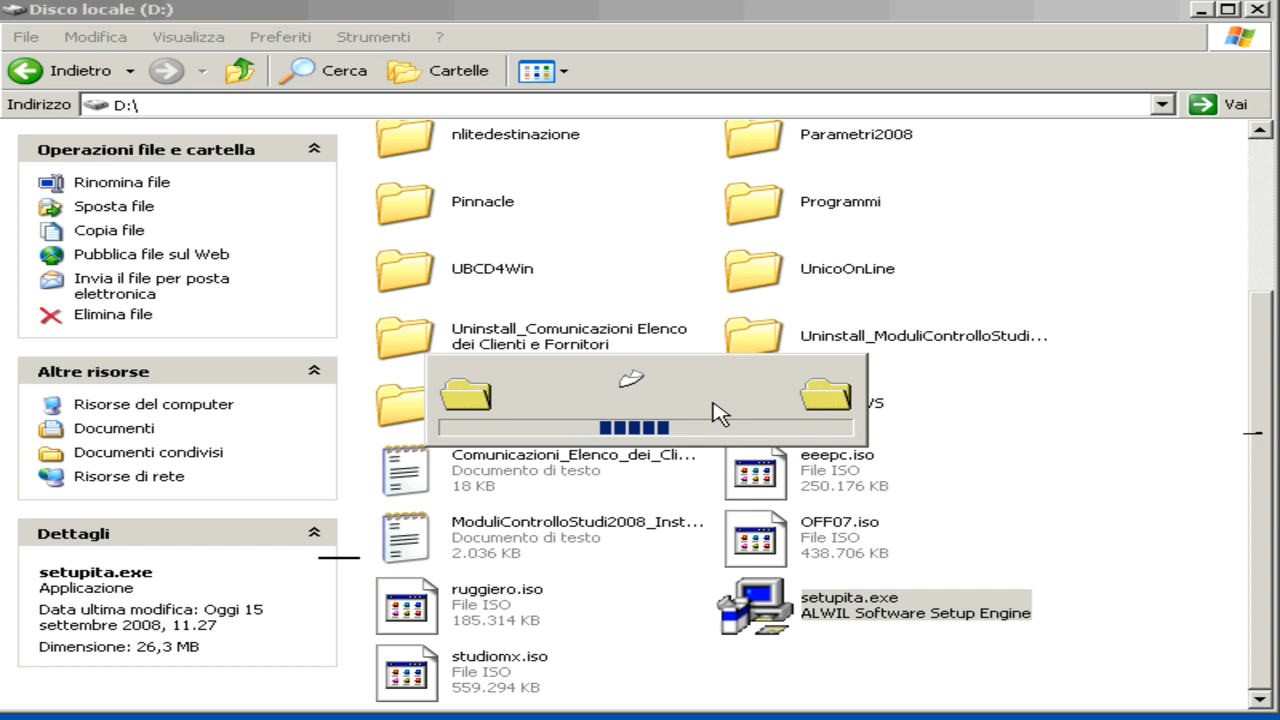 Disco locale (D:)
File Modifica Visualizza Preferiti Strumenti ?
Indietro Cerca Cartelle
Indirizzo D:\ Vai
Operazioni file e cartella
Rinomina file
Sposta file
Copia file
Pubblica file sul Web
Invia il file per posta
elettronica
Elimina file
Altre risorse
Risorse del computer
Documenti
Documenti condivisi
Risorse di rete
Dettagli
setupita.exe
Applicazione
Data ultima modifica: Oggi 15
setembre 2008, 11.27
Dimensione: 26,3 MB
nlitedestinazione
Parametri2008
Pinnacle
Programmi
UBCD4Win
UnicoOnLine
Uninstall_Comunicazioni Elenco
dei Clienti e Fornitori
Uninstall_ModuliControlloStudi...
Comunicazioni_Elenco_dei_Cli...
Documento di testo
18 KB
eeepc.iso
File ISO
250.176 KB
ModuliControlloStudi2008_Inst...
Documento di testo
2.036 KB
OFF07.iso
File ISO
438.706 KB
ruggiero.iso
File ISO
185.314 KB
setupita.exe
ALWIL Software Setup Engine
studiomx.iso
File ISO
559.294 KB